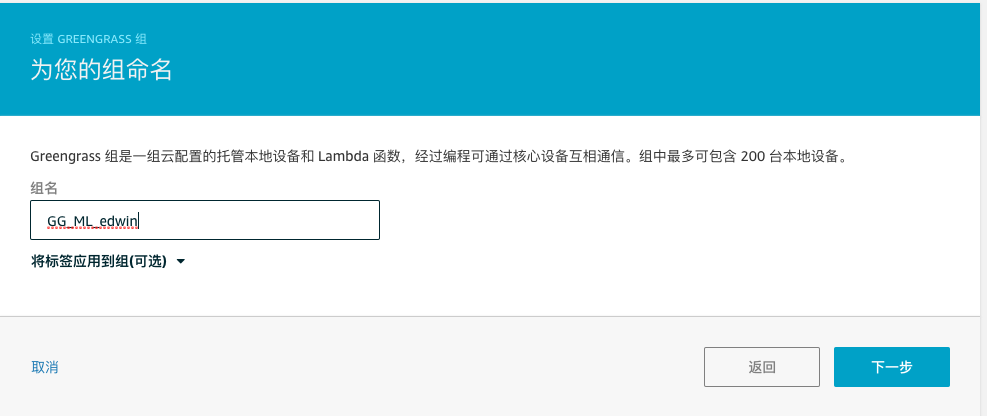 设置 GREENGRASS 组
为您的组命名
Greengrass 组是一组云配置的托管本地设备和 Lambda 函数，经过编程可通过核心设备互相通信。组中最多可包含 200 台本地设备。
组名
GG_ML_edwin
将标签应用到组(可选)
取消
返回
下一步